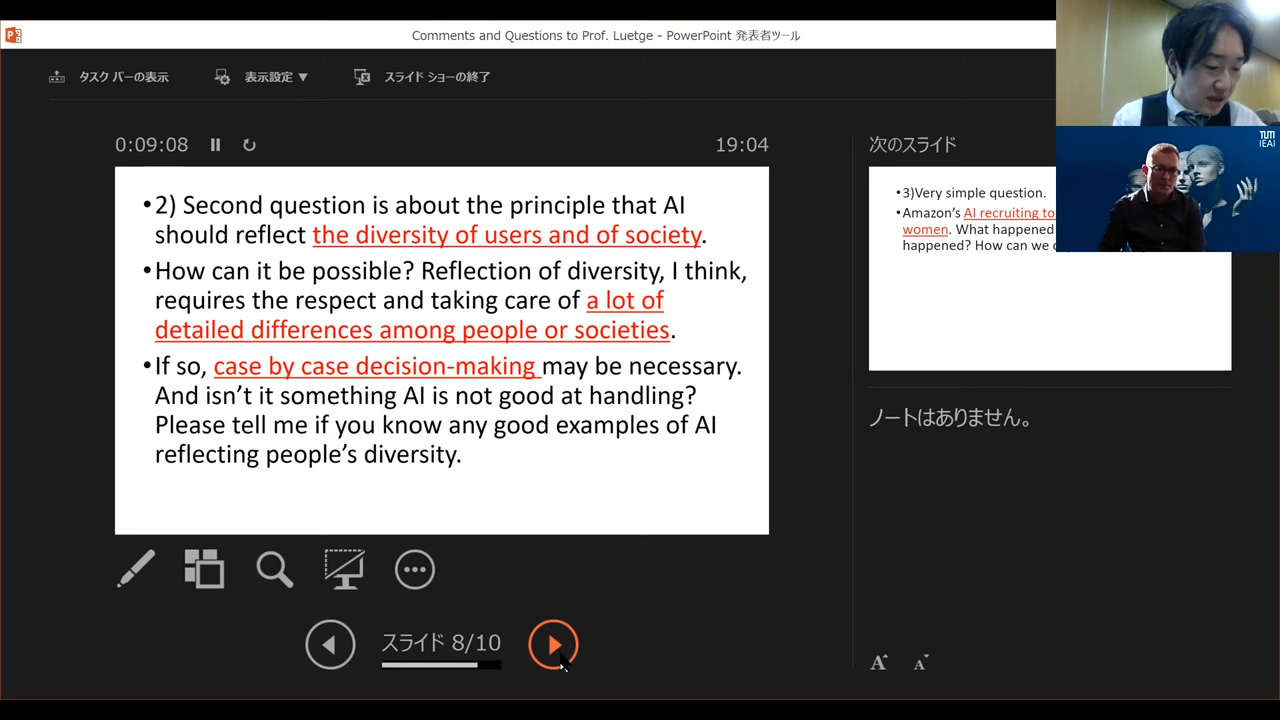 Comments and Questions to Prof. Luetge - PowerPoint 発表者ツール
タスク バーの表示
表示設定 ▼
スライド ショーの終了
0:09:08
19:04
•2) Second question is about the principle that AI
should reflect the diversity of users and of society.
•How can it be possible? Reflection of diversity, I think,
requires the respect and taking care of a lot of
detailed differences among people or societies.
•If so, case by case decision-making may be necessary.
And isn’t it something AI is not good at handling?
Please tell me if you know any good examples of AI
reflecting people’s diversity.
スライド 8/10
次のスライド
•3)Very simple question.
•Amazon’s AI recruiting to
women. What happened
happened? How can we
ノートはありません。
A A
TUM
IEAI